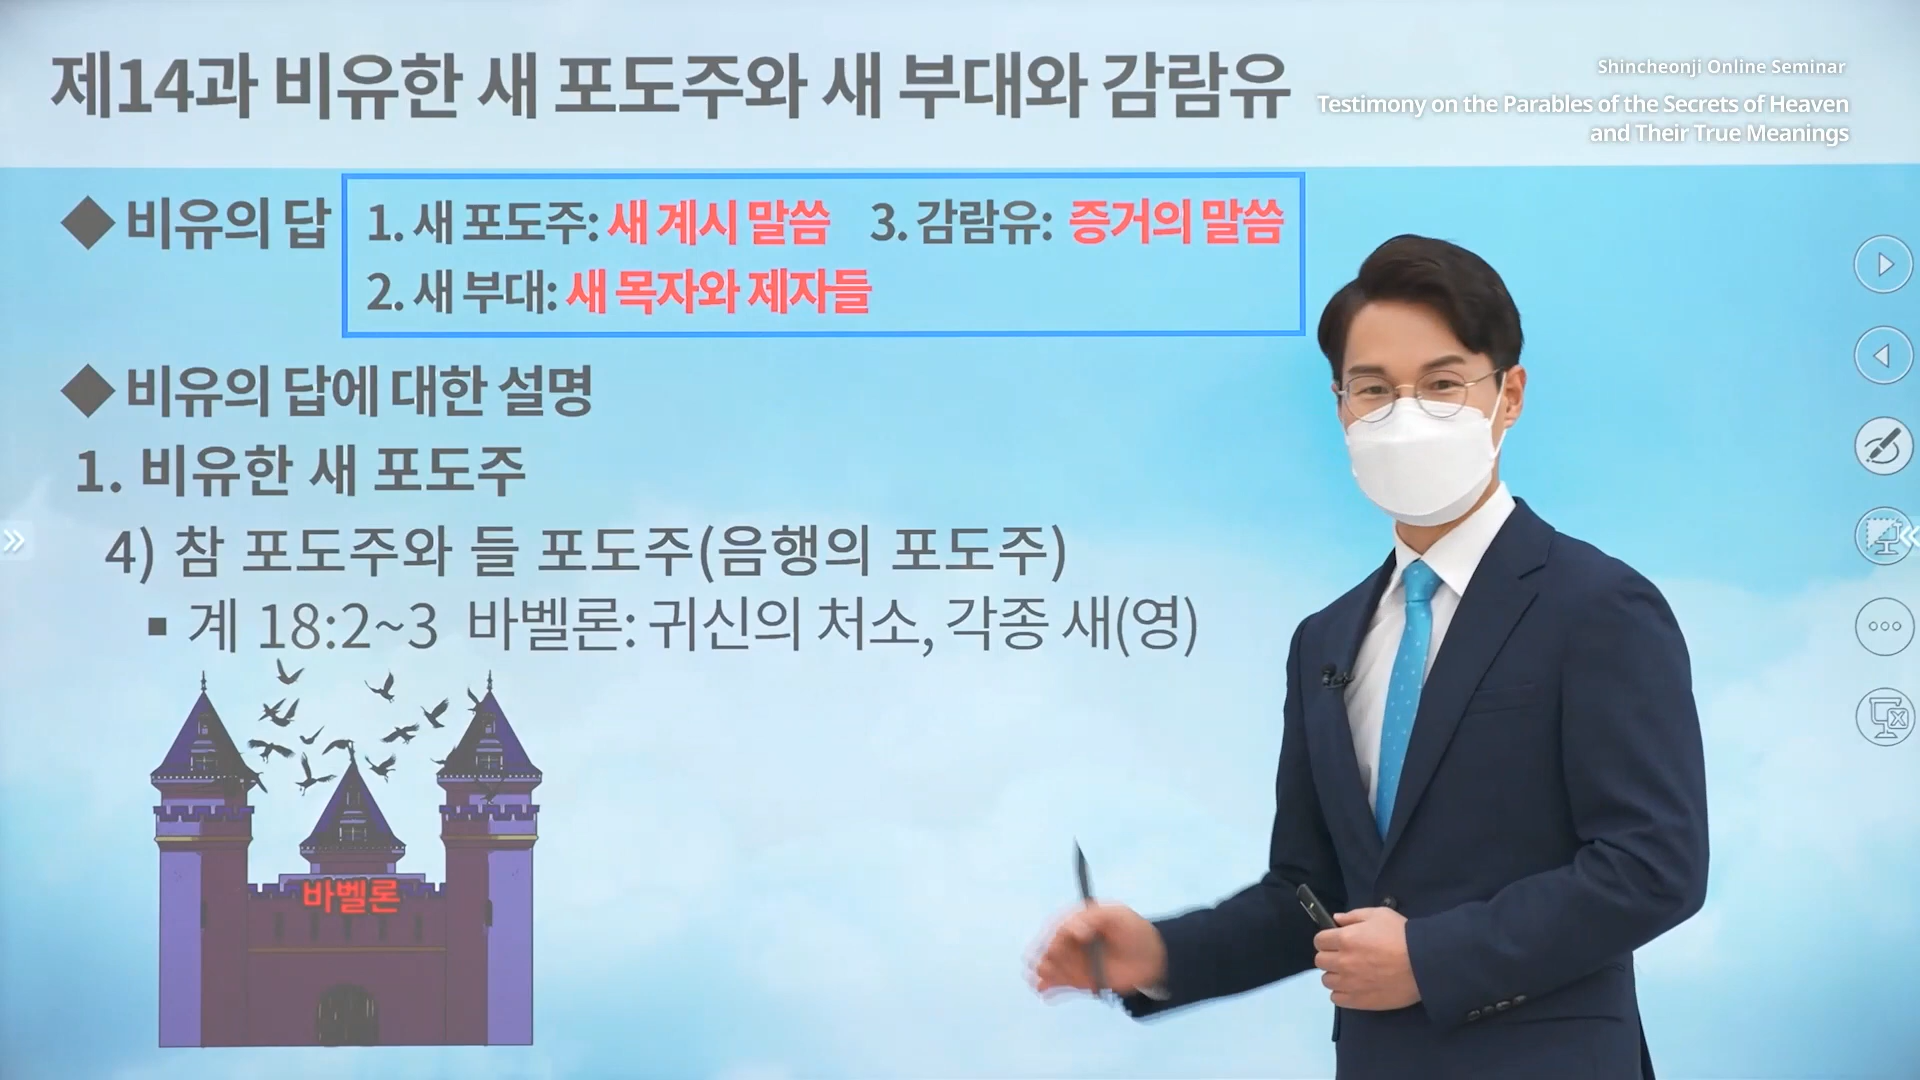 제14과 비유한 새 포도주와 새 부대와 감람유
Shincheonji Online Seminar
Testimony on the Parables of the Secrets of Heaven
and Their True Meanings
◆비유의 답
1. 새 포도주: 새 계시 말씀 3. 감람유: 증거의 말씀
2. 새 부대: 새 목자와 제자들
◆비유의 답에 대한 설명
1. 비유한 새 포도주
4) 참 포도주와 들 포도주(음행의 포도주)
▪ 계 18:2~3 바벨론: 귀신의 처소, 각종 새(영)
바벨론